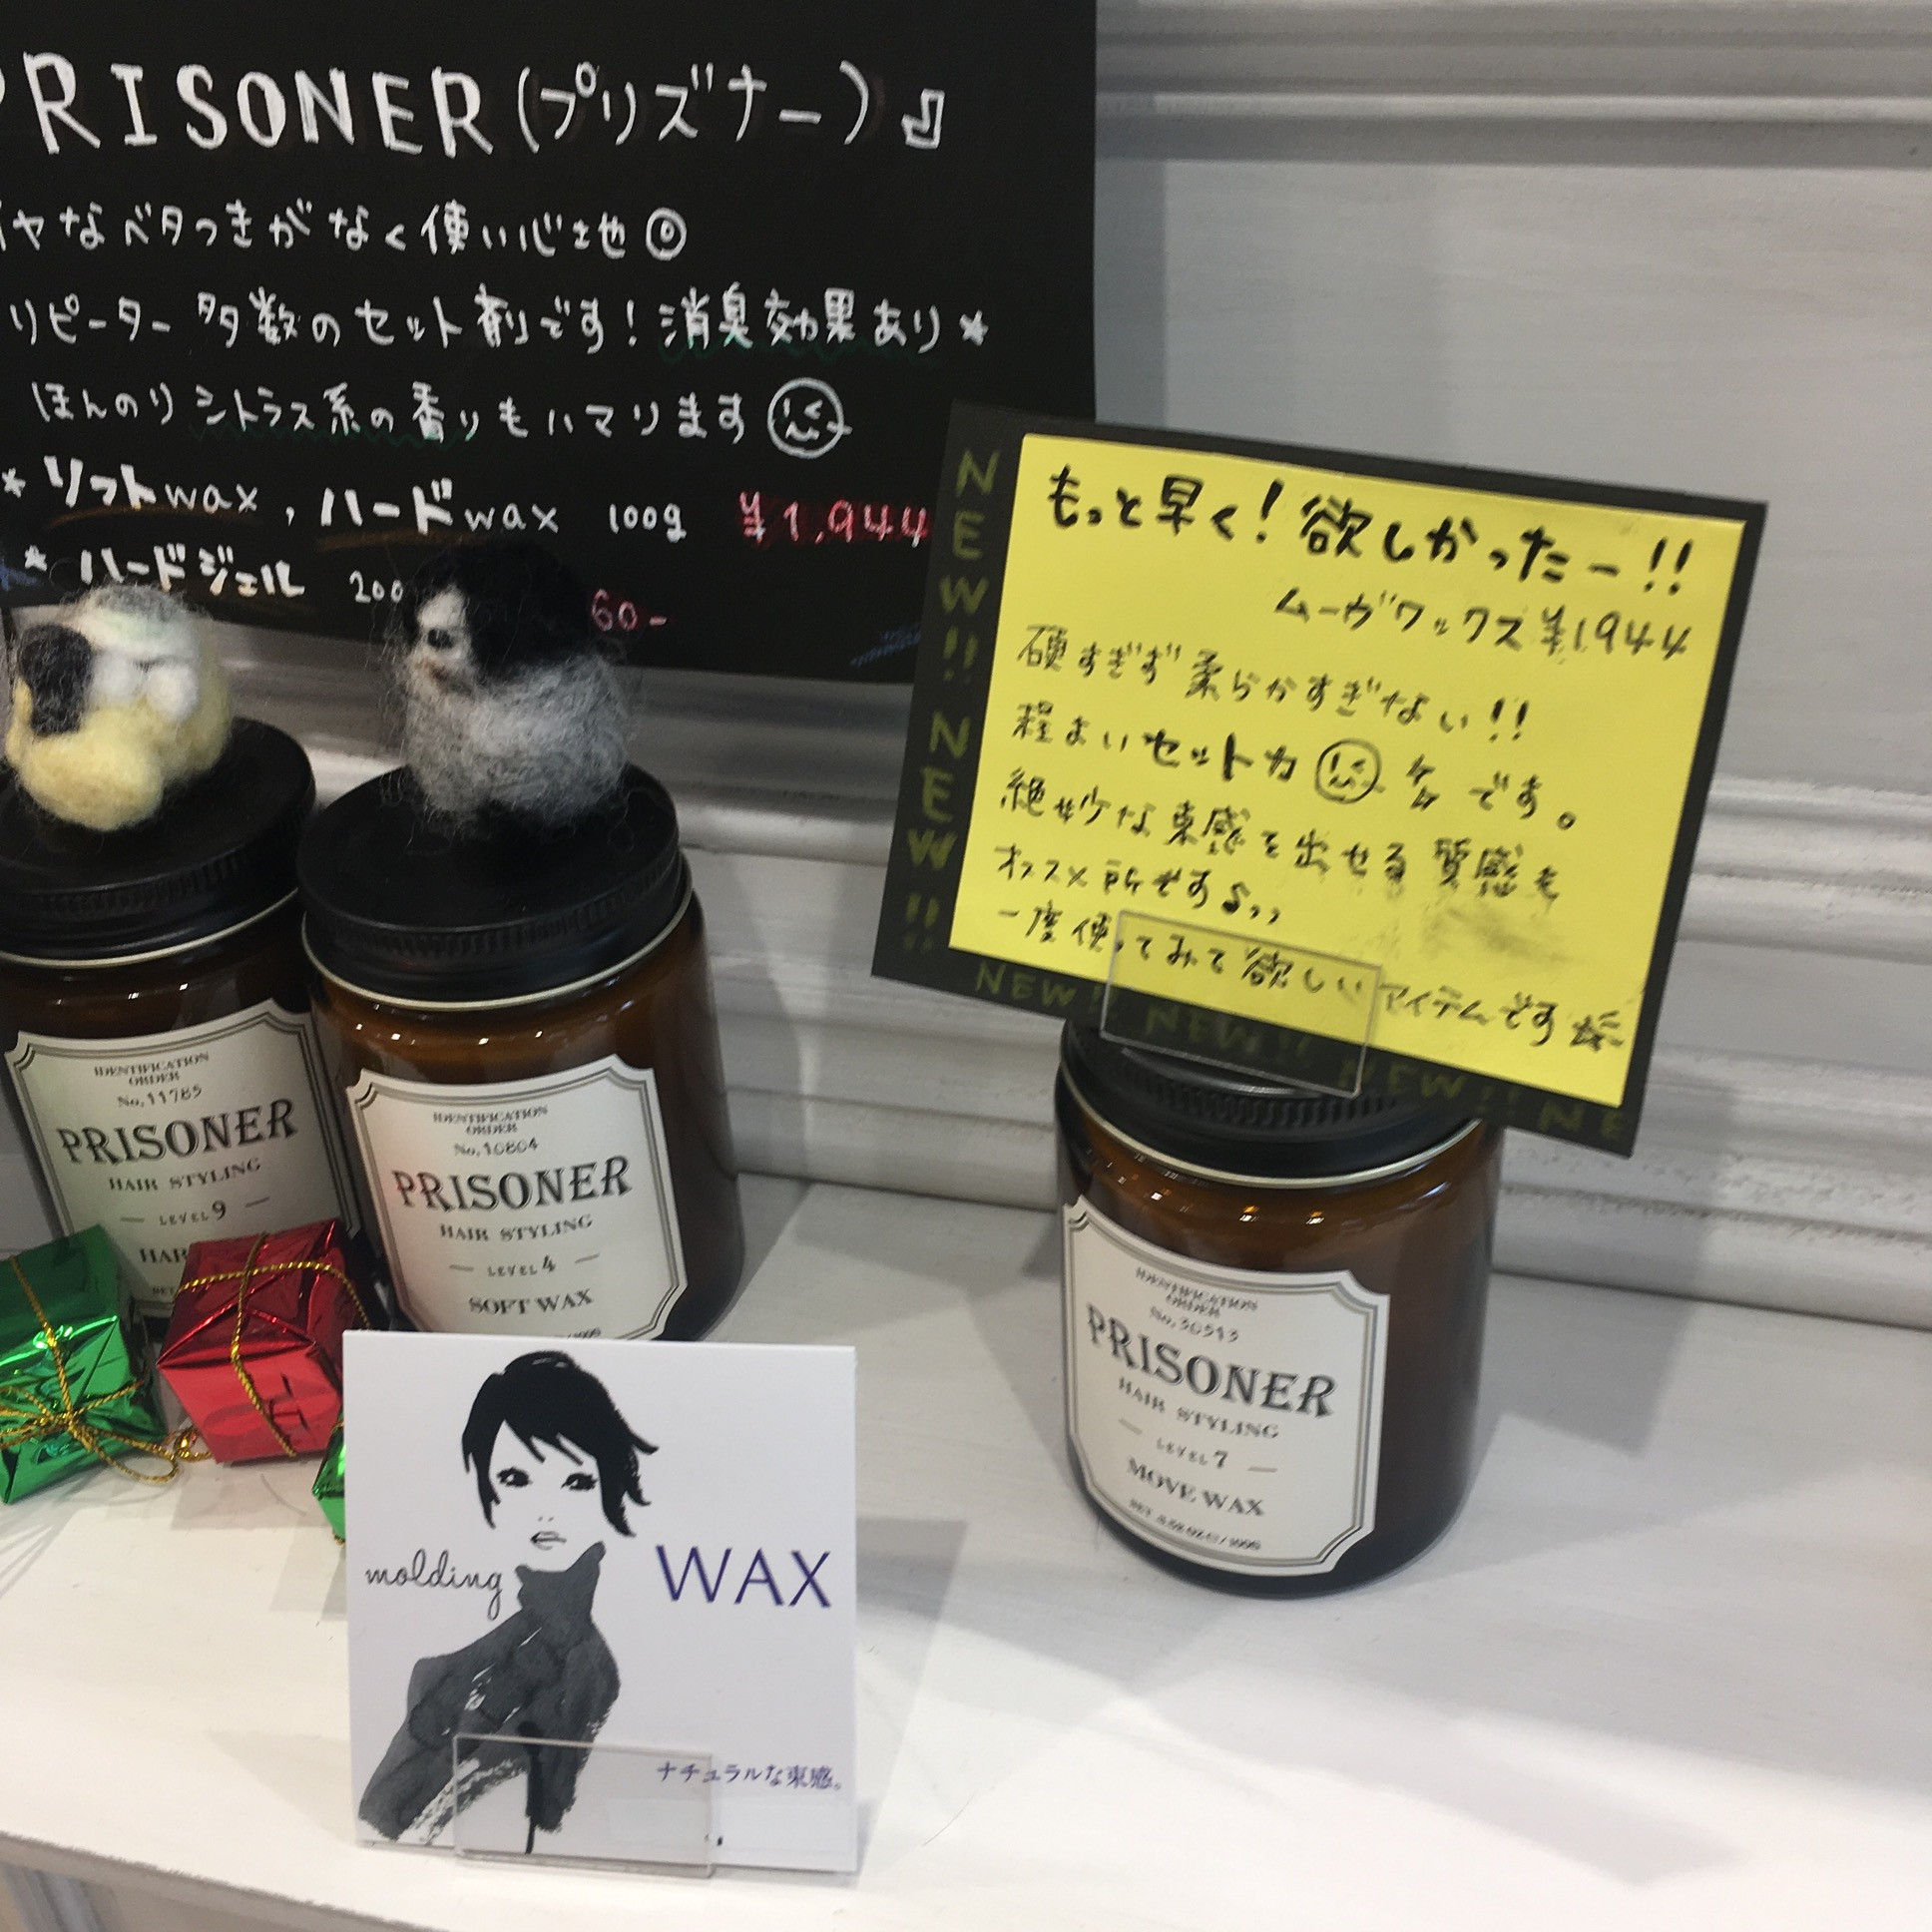 PRISONER(プリズナー)』
イヤなベタつきがなく使い心地◎
リピーター多数のセット剤です!消臭効果あり★
ほんのりシトラス系の香りもハマります
* ソフトwax, ハードwax 100g ¥1,944
* ハードジェル 200 60-
NEW!! NEW!!
もっと早く!欲しかったー!!
ムーヴワックス ¥1944
硬すぎず柔らかすぎない!!
程よいセット力 です。
絶妙な束感を出せる質感も
オススメ所です
一度使ってみて欲しいアイテムです☆
NEW!! NEW!! NEW!! NE
IDENTIFICATION
ORDER
No,11785
PRISONER
HAIR STYLING
LEVEL 9
HAR
IDENTIFICATION
ORDER
No,10804
PRISONER
HAIR STYLING
LEVEL 4
SOFT WAX
IDENTIFICATION
ORDER
No,30513
PRISONER
HAIR STYLING
LEVEL 7
MOVE WAX
molding WAX
ナチュラルな束感。